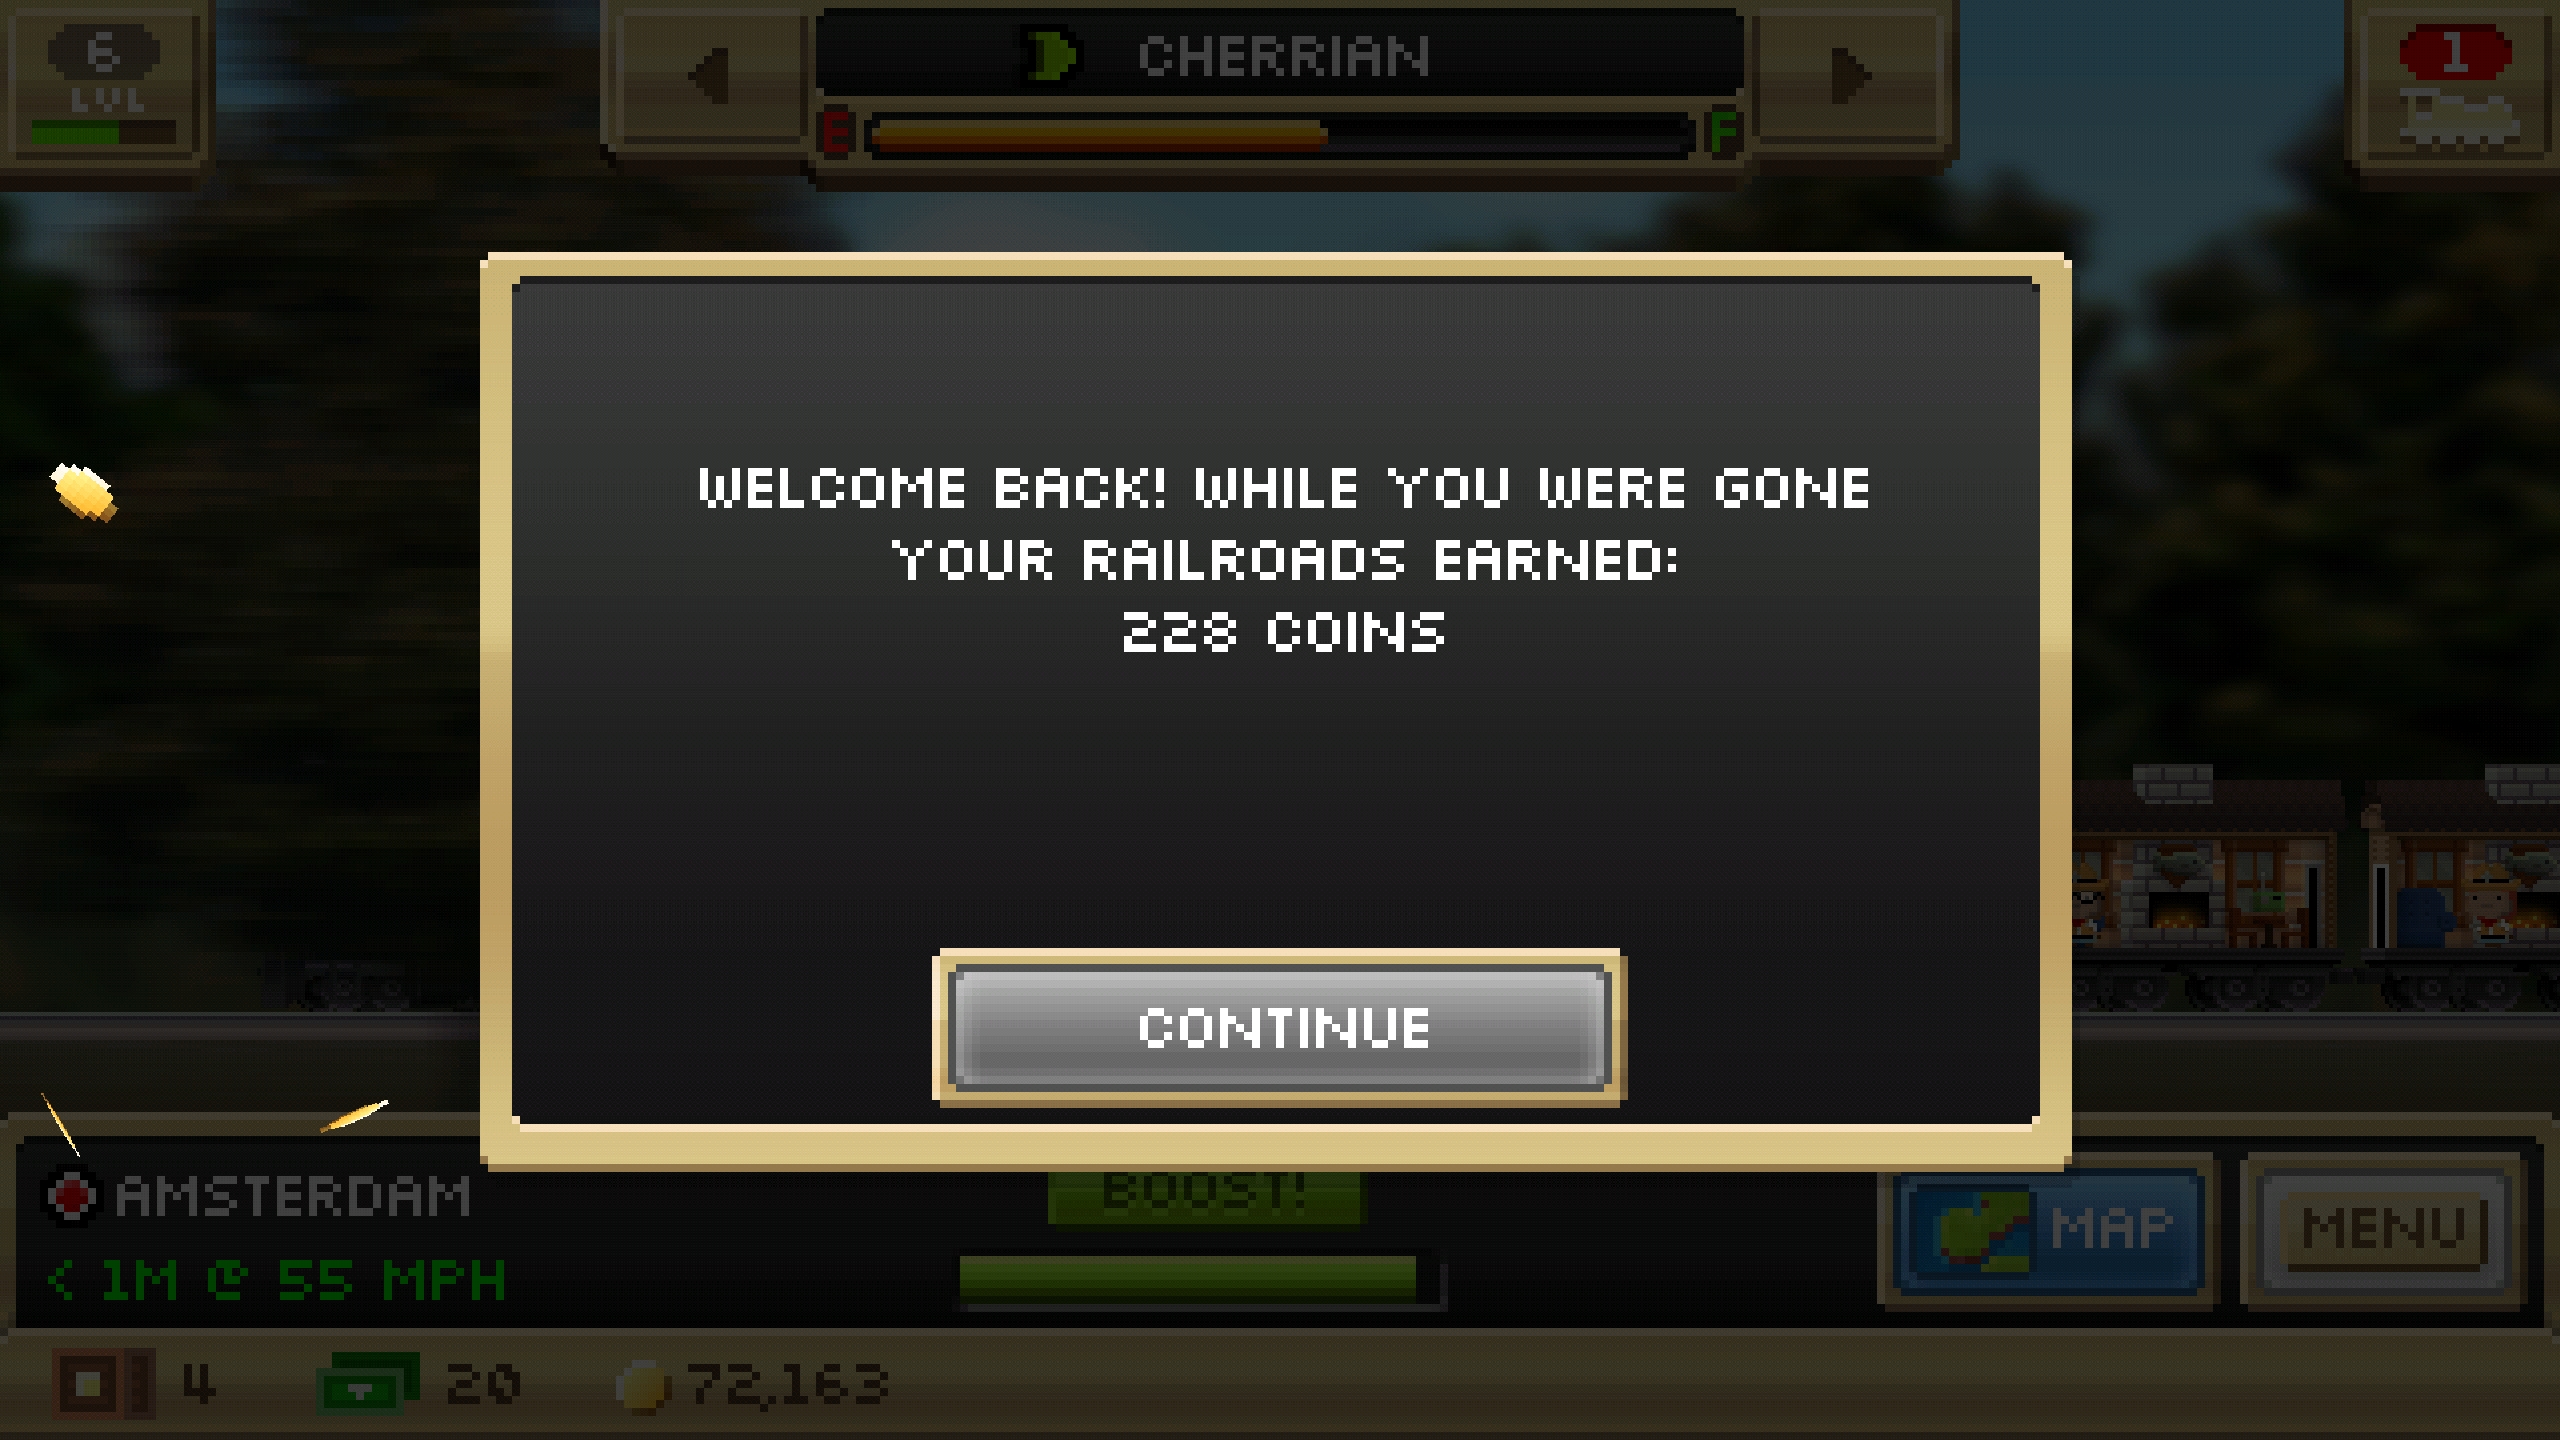 6
LVL
CHERRIAN
E
F
1
WELCOME BACK! WHILE YOU WERE GONE
YOUR RAILROADS EARNED:
228 COINS
CONTINUE
AMSTERDAM
< 1M @ 55 MPH
BOOST!
MAP
MENU
4
20
72,163